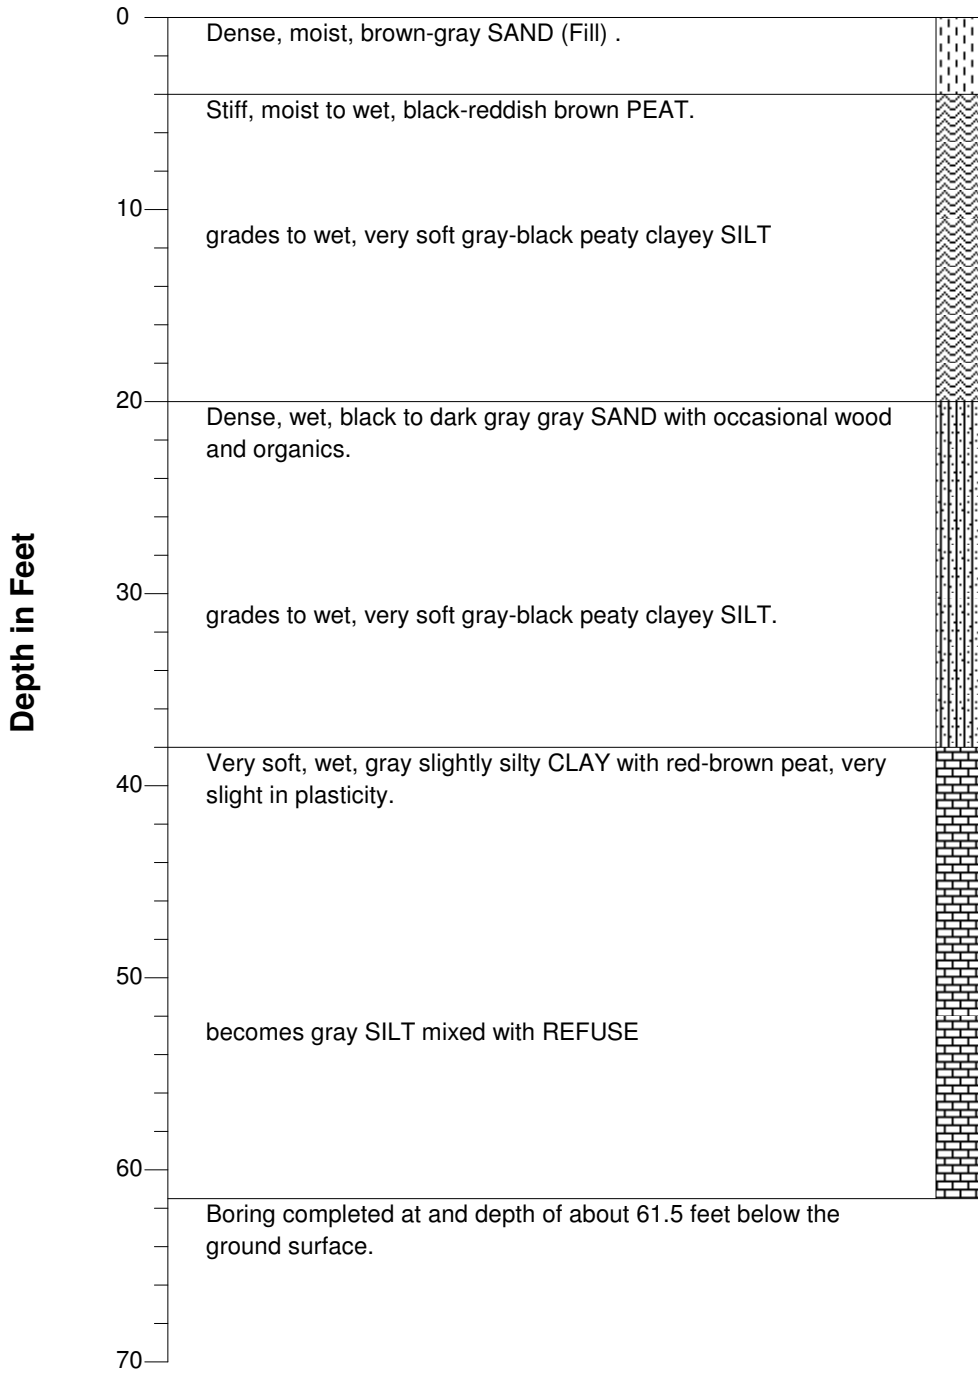 0
Dense, moist, brown-gray SAND (Fill) .
Stiff, moist to wet, black-reddish brown PEAT.
10
grades to wet, very soft gray-black peaty clayey SILT
20
Dense, wet, black to dark gray gray SAND with occasional wood
and organics.
Depth in Feet
30
grades to wet, very soft gray-black peaty clayey SILT.
Very soft, wet, gray slightly silty CLAY with red-brown peat, very
40
slight in plasticity.
50
becomes gray SILT mixed with REFUSE
60
Boring completed at and depth of about 61.5 feet below the
ground surface.
70